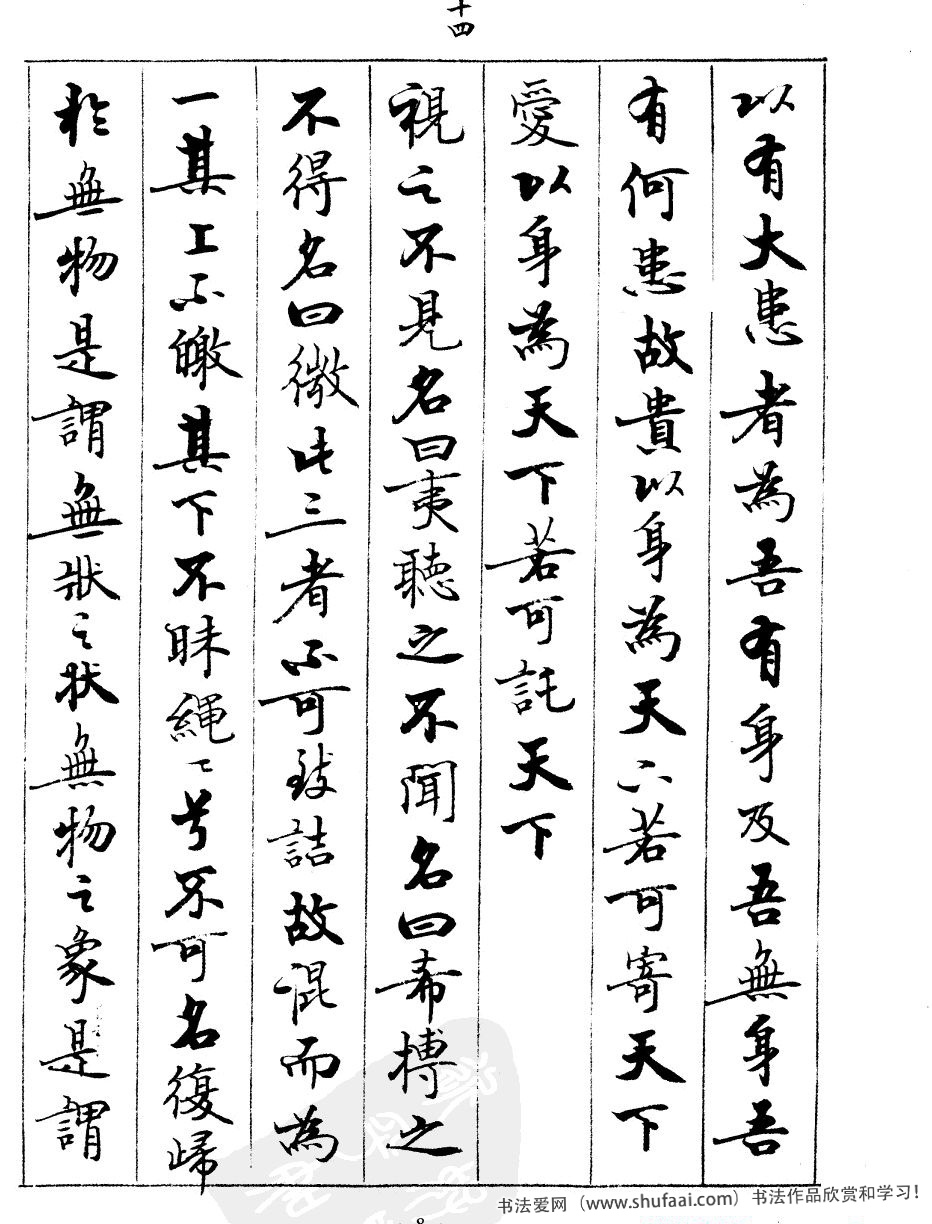 十四
以有大患者為吾有身及吾無身吾
有何患故貴以身為天下若可寄天下
愛以身為天下若可託天下
視之不見名曰夷聽之不聞名曰希搏之
不得名曰微此三者不可致詰故混而為
一其上不皦其下不昧繩〻兮不可名復歸
於無物是謂無狀之狀無物之象是謂
8
书法爱网（www.shufaai.com）书法作品欣赏和学习!